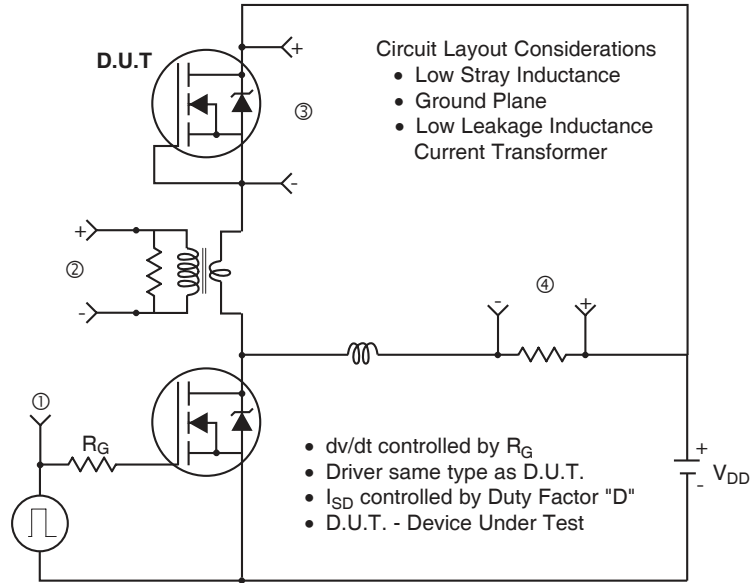 D.U.T
+
③
-
Circuit Layout Considerations
• Low Stray Inductance
• Ground Plane
• Low Leakage Inductance
Current Transformer
+
②
-
-
④
+
①
R_G
• dv/dt controlled by R_G
• Driver same type as D.U.T.
• I_SD controlled by Duty Factor "D"
• D.U.T. - Device Under Test
+
-
V_DD